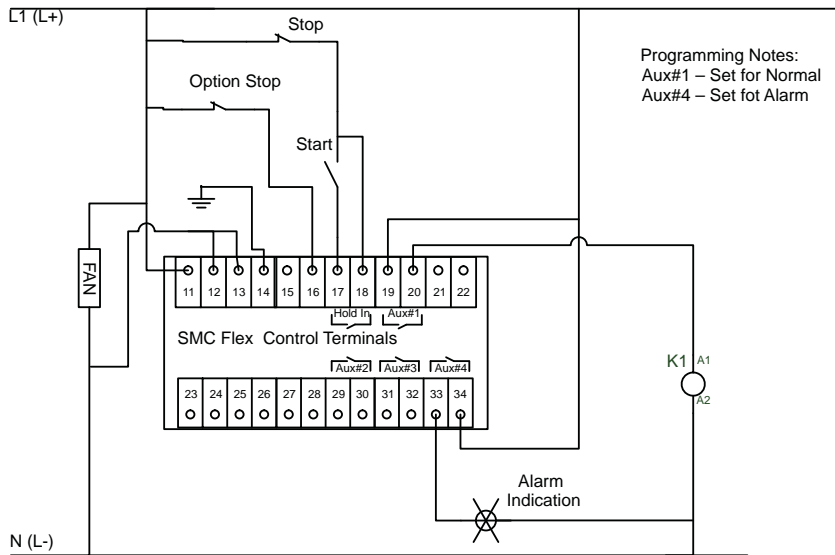 L1 (L+)
Stop
Programming Notes:
Aux#1 – Set for Normal
Aux#4 – Set fot Alarm
Option Stop
Start
FAN
11 12 13 14 15 16 17 18 19 20 21 22
Hold In Aux#1
SMC Flex Control Terminals
Aux#2 Aux#3 Aux#4
23 24 25 26 27 28 29 30 31 32 33 34
K1 A1
A2
Alarm
Indication
N (L-)